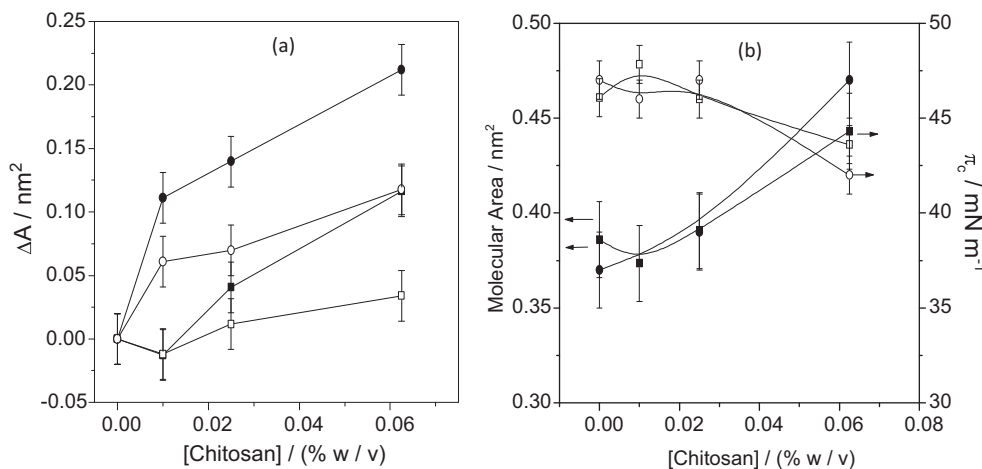 (a)
0.25
0.20
0.15
0.10
0.05
0.00
-0.05
ΔA / nm²
0.00 0.02 0.04 0.06
[Chitosan] / (% w / v)
(b)
0.50
0.45
0.40
0.35
0.30
Molecular Area / nm²
50
45
40
35
30
π_c / mN m⁻¹
0.00 0.02 0.04 0.06 0.08
[Chitosan] / (% w / v)